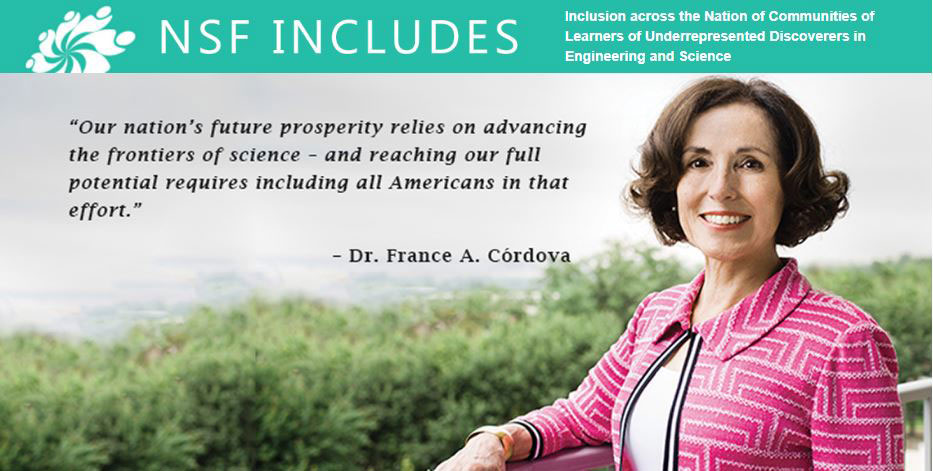 NSF INCLUDES
Inclusion across the Nation of Communities of
Learners of Underrepresented Discoverers in
Engineering and Science
“Our nation’s future prosperity relies on advancing
the frontiers of science – and reaching our full
potential requires including all Americans in that
effort.”
– Dr. France A. Córdova